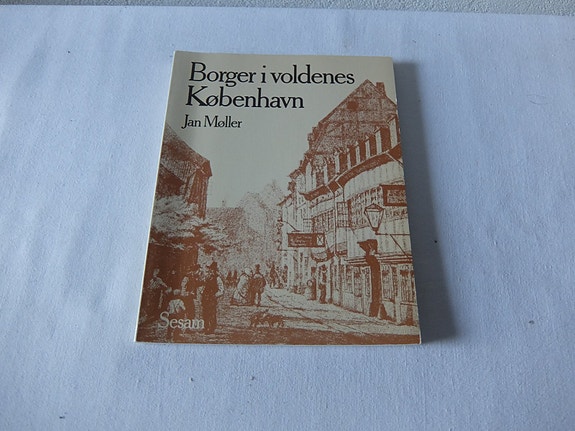 Borger i voldenes
København
Jan Møller
Sesam